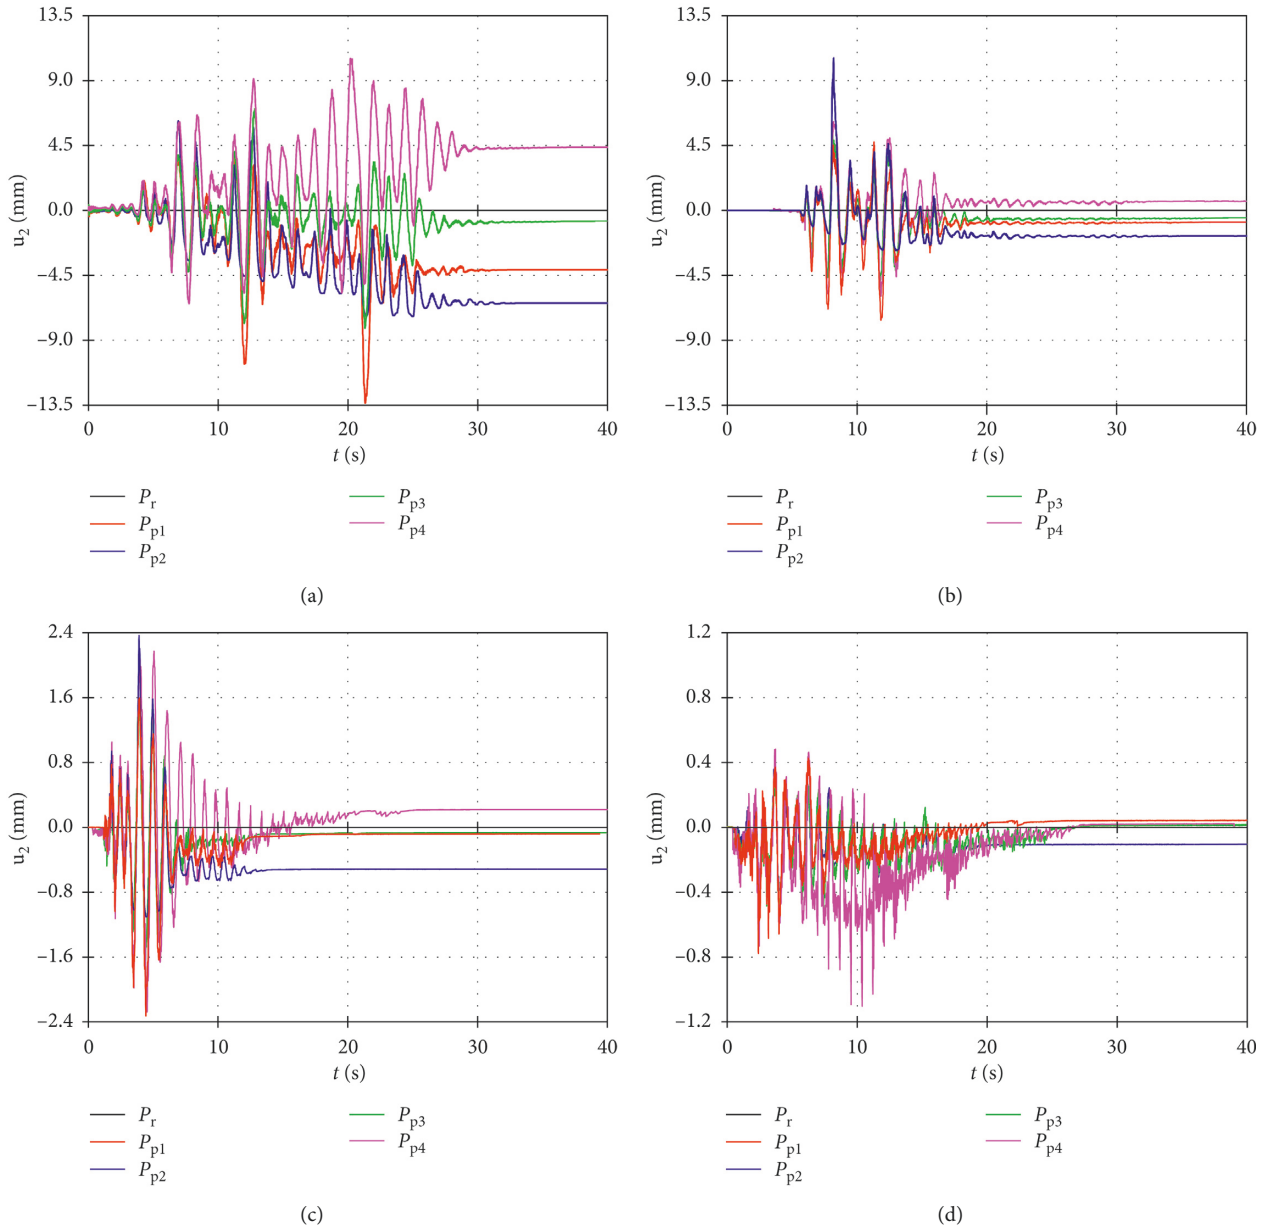 13.5
9.0
4.5
0.0
–4.5
–9.0
–13.5
u2 (mm)
0 10 20 30 40
t (s)
Pr
Pp1
Pp2
Pp3
Pp4
(a)
13.5
9.0
4.5
0.0
–4.5
–9.0
–13.5
u2 (mm)
0 10 20 30 40
t (s)
Pr
Pp1
Pp2
Pp3
Pp4
(b)
2.4
1.6
0.8
0.0
–0.8
–1.6
–2.4
u2 (mm)
0 10 20 30 40
t (s)
Pr
Pp1
Pp2
Pp3
Pp4
(c)
1.2
0.8
0.4
0.0
–0.4
–0.8
–1.2
u2 (mm)
0 10 20 30 40
t (s)
Pr
Pp1
Pp2
Pp3
Pp4
(d)